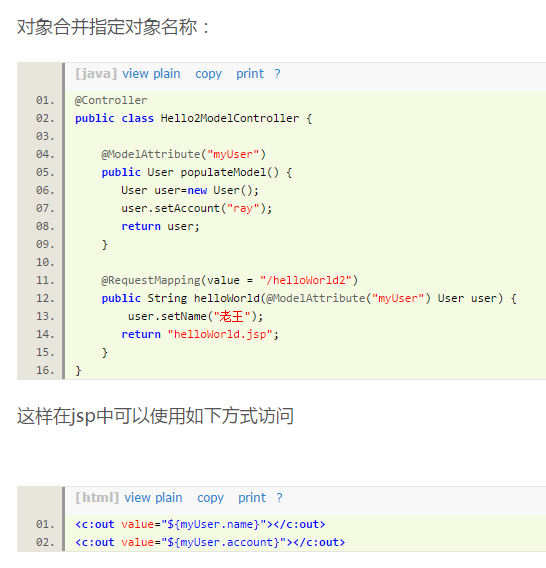 对象合并指定对象名称：
[java] view plain copy print ?
01. @Controller
02. public class Hello2ModelController {
03.
04. @ModelAttribute("myUser")
05. public User populateModel() {
06. User user=new User();
07. user.setAccount("ray");
08. return user;
09. }
10.
11. @RequestMapping(value = "/helloWorld2")
12. public String helloWorld(@ModelAttribute("myUser") User user) {
13. user.setName("老王");
14. return "helloWorld.jsp";
15. }
16. }
这样在jsp中可以使用如下方式访问
[html] view plain copy print ?
01. <c:out value="${myUser.name}"></c:out>
02. <c:out value="${myUser.account}"></c:out>